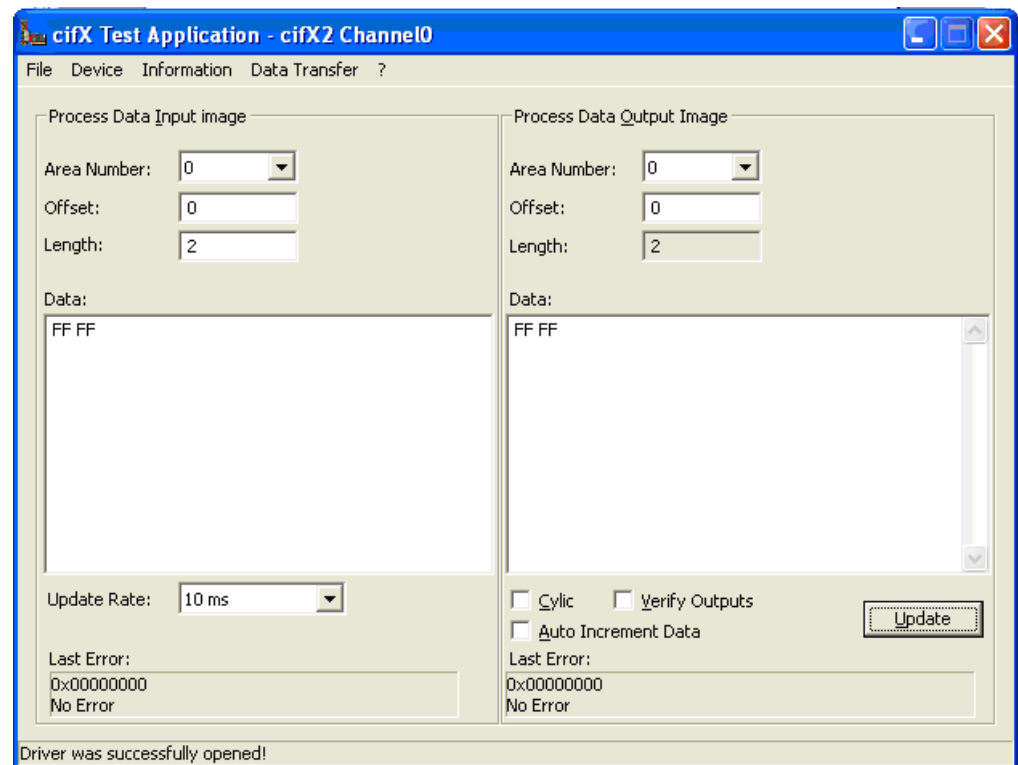 cifX Test Application - cifX2 Channel0
File Device Information Data Transfer ?
Process Data Input image
Area Number: 0
Offset: 0
Length: 2
Data:
FF FF
Update Rate: 10 ms
Last Error:
0x00000000
No Error
Process Data Output Image
Area Number: 0
Offset: 0
Length: 2
Data:
FF FF
Cylic Verify Outputs
Auto Increment Data
Update
Last Error:
0x00000000
No Error
Driver was successfully opened!